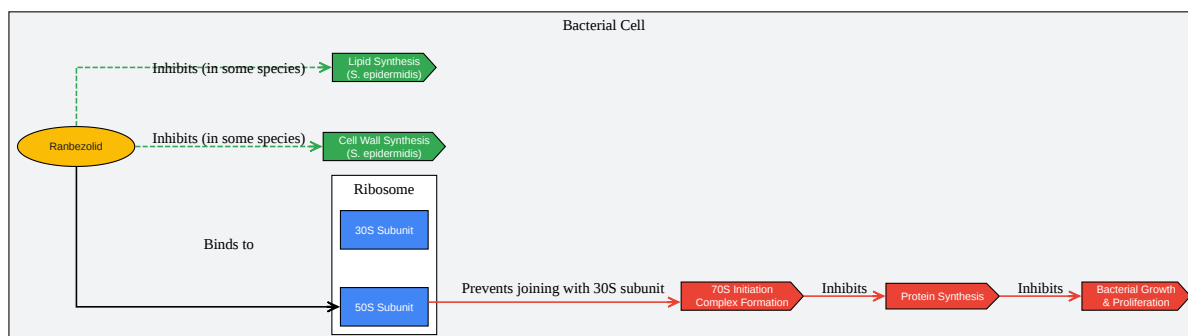 Bacterial Cell
Inhibits (in some species)
Lipid Synthesis
(S. epidermidis)
Ranbezolid
Inhibits (in some species)
Cell Wall Synthesis
(S. epidermidis)
Ribosome
30S Subunit
Binds to
50S Subunit
Prevents joining with 30S subunit
70S Initiation
Complex Formation
Inhibits
Protein Synthesis
Inhibits
Bacterial Growth
& Proliferation